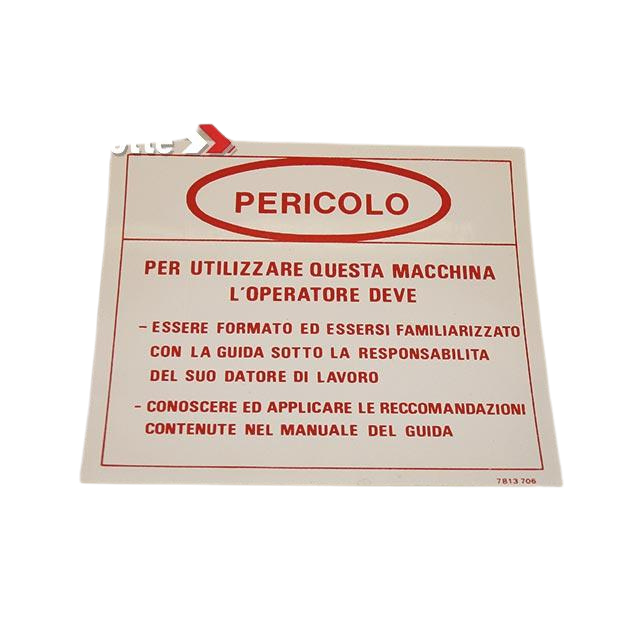 PERICOLO
PER UTILIZZARE QUESTA MACCHINA
L'OPERATORE DEVE
- ESSERE FORMATO ED ESSERSI FAMILIARIZZATO
CON LA GUIDA SOTTO LA RESPONSABILITA
DEL SUO DATORE DI LAVORO
- CONOSCERE ED APPLICARE LE RECCOMANDAZIONI
CONTENUTE NEL MANUALE DEL GUIDA
7813 706